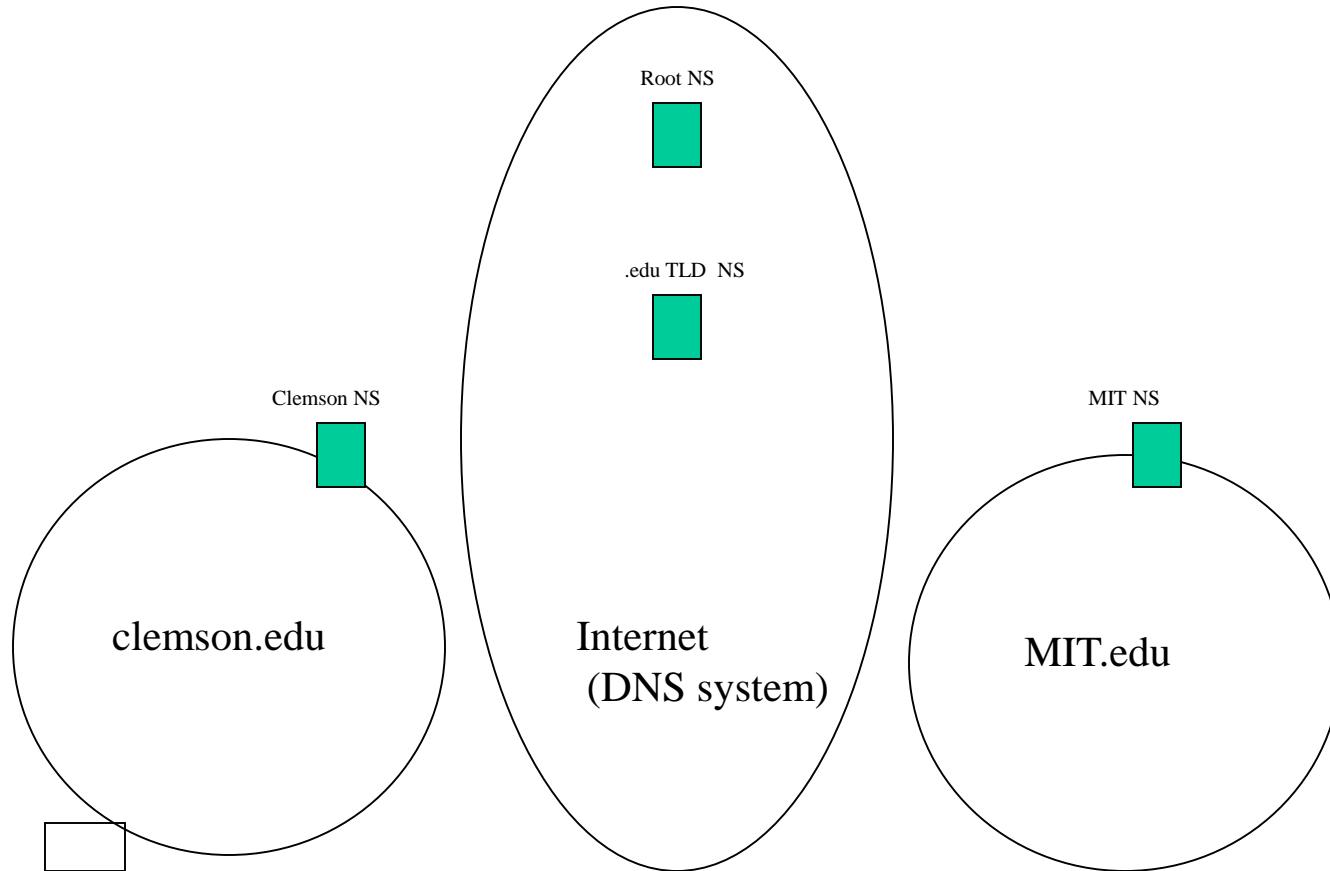 Root NS
.edu TLD  NS
Clemson NS
MIT NS
clemson.edu
Internet
(DNS system)
MIT.edu